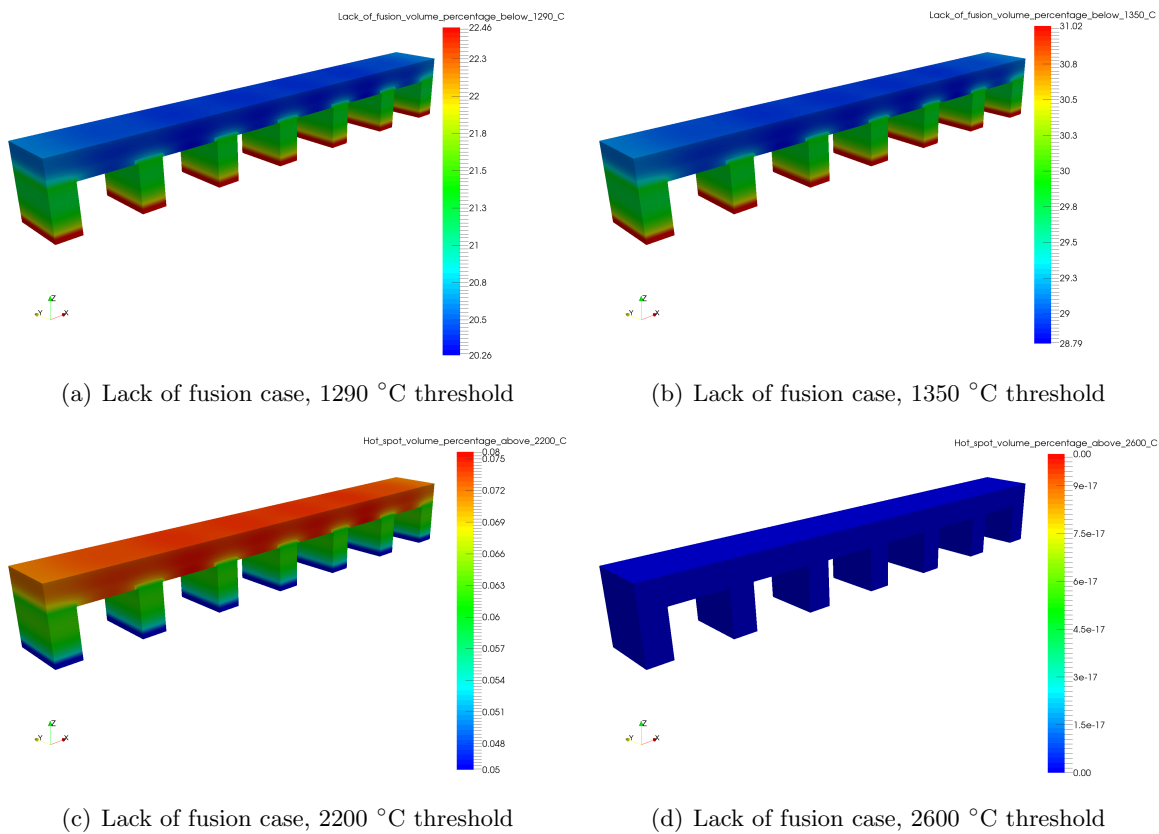 Lack_of_fusion_volume_percentage_below_1290_C
22.46
22.3
22
21.8
21.5
21.3
21
20.8
20.5
20.26
Z
Y
X
(a) Lack of fusion case, 1290 °C threshold
Lack_of_fusion_volume_percentage_below_1350_C
31.02
30.8
30.5
30.3
30
29.8
29.5
29.3
29
28.79
Z
Y
X
(b) Lack of fusion case, 1350 °C threshold
Hot_spot_volume_percentage_above_2200_C
0.08
0.075
0.072
0.069
0.066
0.063
0.06
0.057
0.054
0.051
0.048
0.05
Z
Y
X
(c) Lack of fusion case, 2200 °C threshold
Hot_spot_volume_percentage_above_2600_C
0.00
9e-17
7.5e-17
6e-17
4.5e-17
3e-17
1.5e-17
0.00
Z
Y
X
(d) Lack of fusion case, 2600 °C threshold